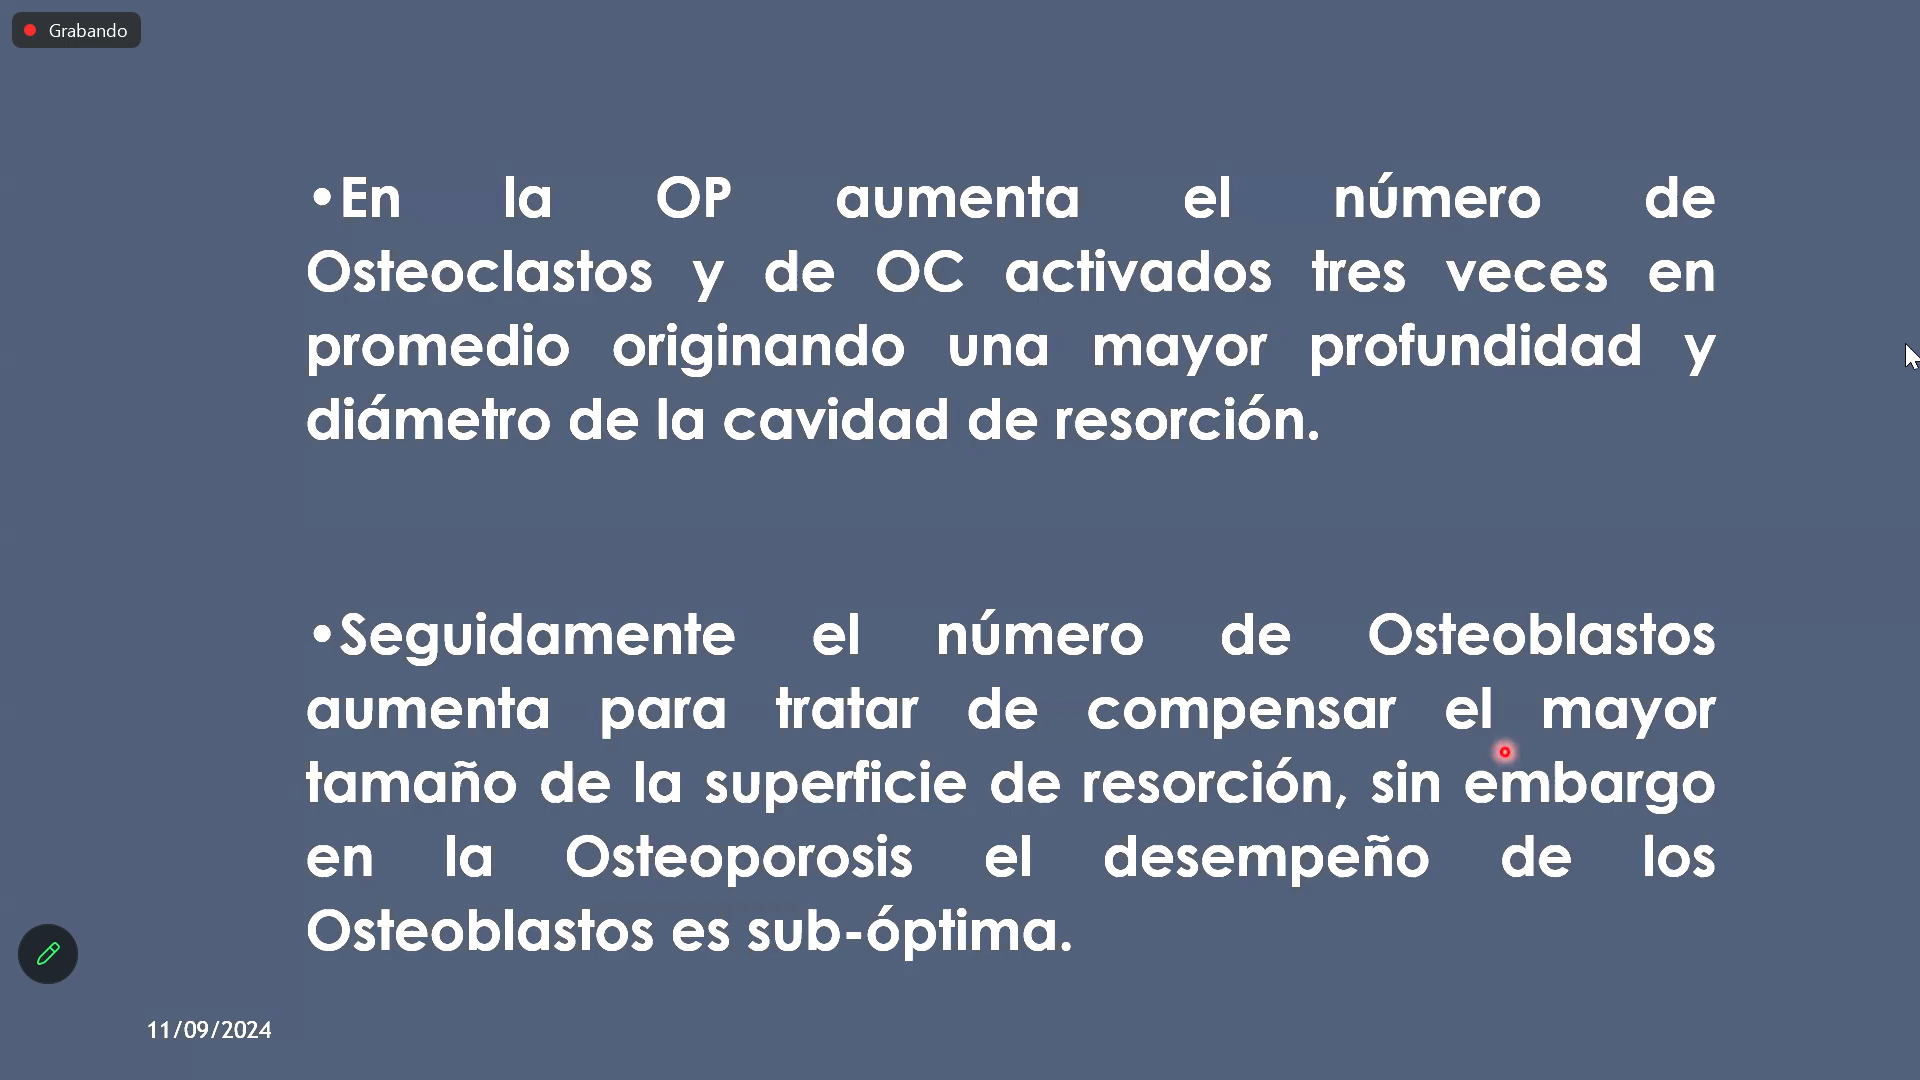 Grabando
•En la OP aumenta el número de
Osteoclastos y de OC activados tres veces en
promedio originando una mayor profundidad y
diámetro de la cavidad de resorción.
•Seguidamente el número de Osteoblastos
aumenta para tratar de compensar el mayor
tamaño de la superficie de resorción, sin embargo
en la Osteoporosis el desempeño de los
Osteoblastos es sub-óptima.
11/09/2024